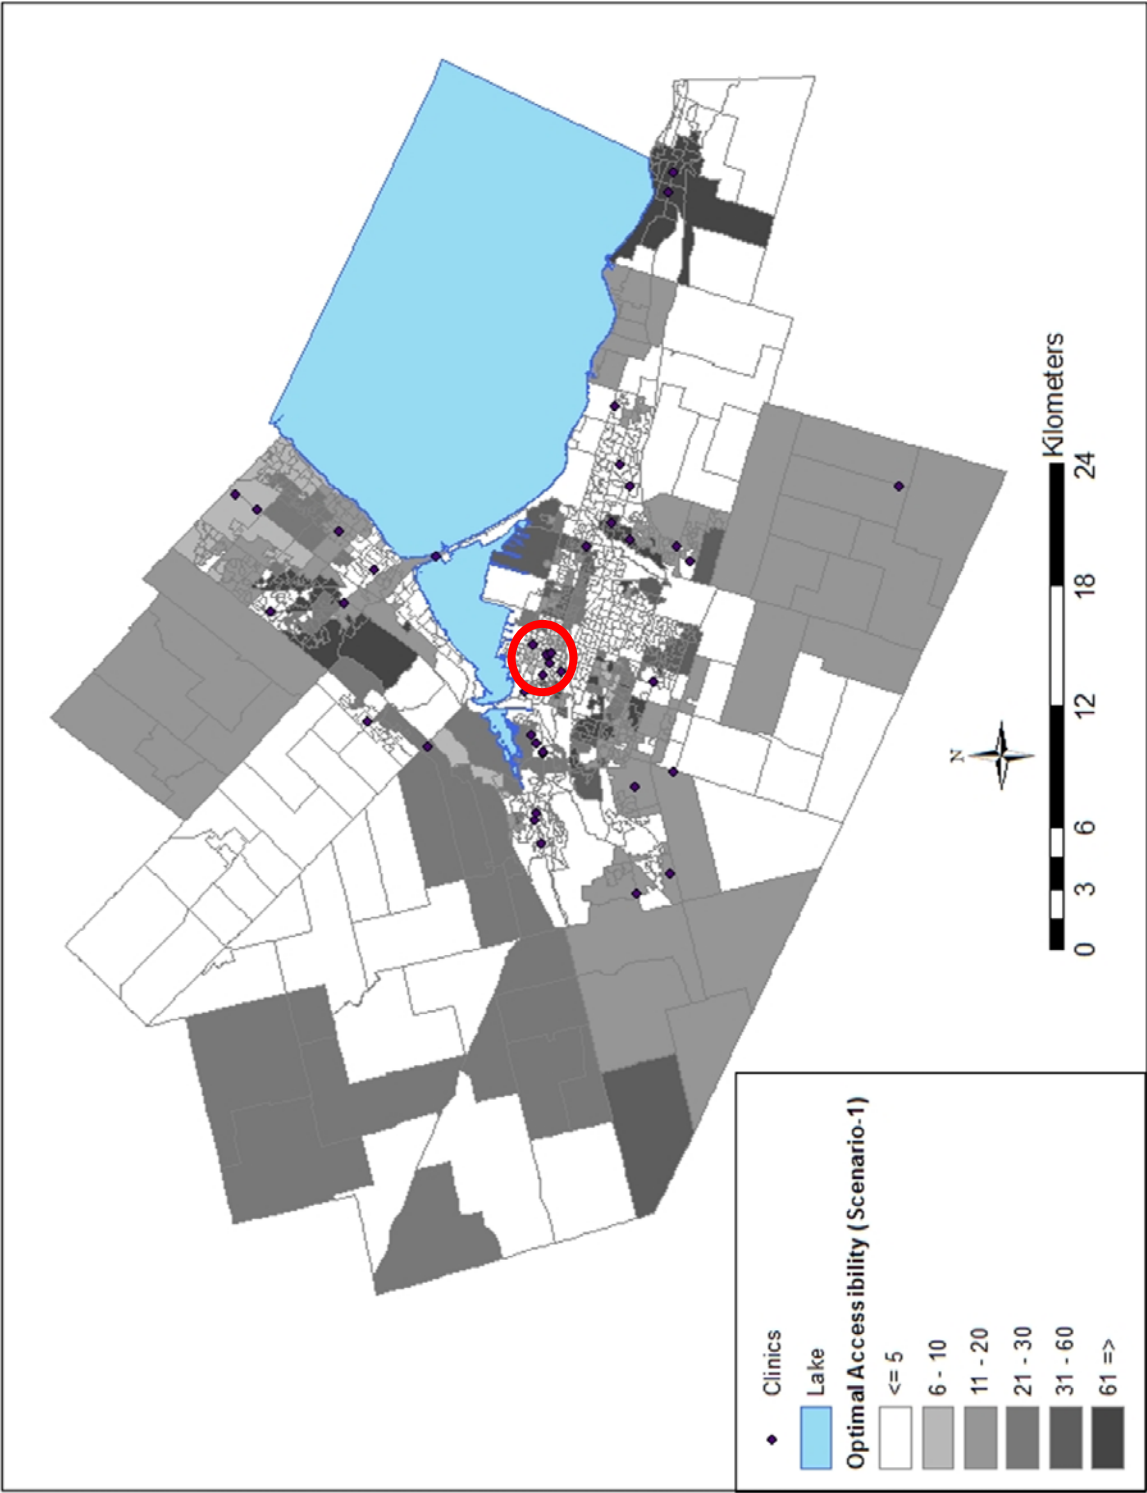 N
Kilometers
0 3 6 12 18 24
Clinics
Lake
Optimal Accessibility ( Scenario-1)
<= 5
6 - 10
11 - 20
21 - 30
31 - 60
61 =>